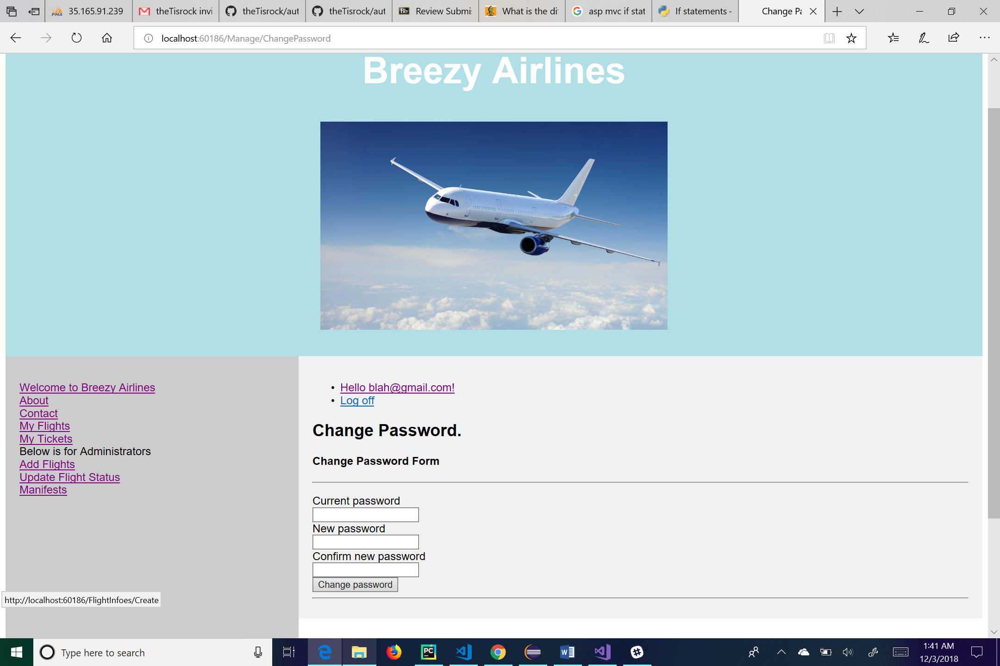 35.165.91.239
theTisrock invi
theTisrock/aut
theTisrock/aut
Review Submi
What is the di
asp mvc if stat
If statements -
Change Pa
localhost:60186/Manage/ChangePassword
Breezy Airlines
Welcome to Breezy Airlines
About
Contact
My Flights
My Tickets
Below is for Administrators
Add Flights
Update Flight Status
Manifests
Hello blah@gmail.com!
Log off
Change Password.
Change Password Form
Current password
New password
Confirm new password
Change password
http://localhost:60186/FlightInfoes/Create
Type here to search
1:41 AM
12/3/2018